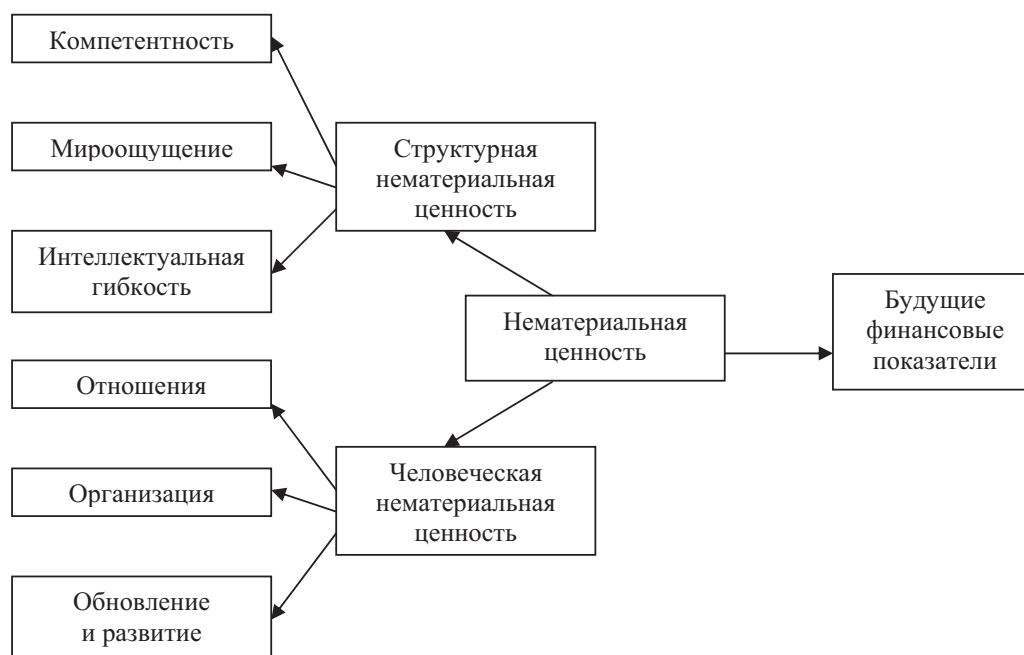 Компетентность
Мироощущение
Интеллектуальная
гибкость
Отношения
Организация
Обновление
и развитие
Структурная
нематериальная
ценность
Человеческая
нематериальная
ценность
Нематериальная
ценность
Будущие
финансовые
показатели